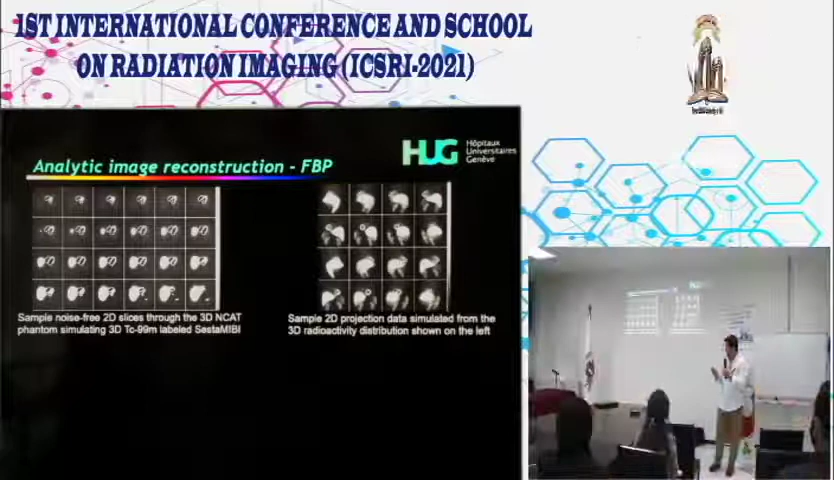 1ST INTERNATIONAL CONFERENCE AND SCHOOL
ON RADIATION IMAGING (ICSRI-2021)
HUG
Hôpitaux
Universitaires
Genève
Analytic image reconstruction - FBP
Sample noise-free 2D slices through the 3D NCAT
phantom simulating 3D Tc-99m labeled SestaMIBI
Sample 2D projection data simulated from the
3D radioactivity distribution shown on the left